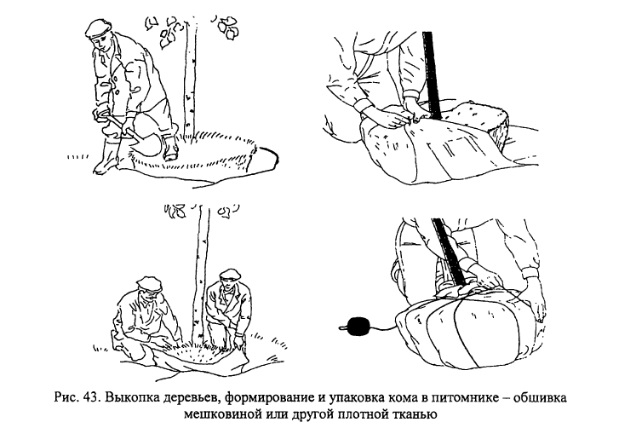 Рис. 43. Выкопка деревьев, формирование и упаковка кома в питомнике – обшивка
мешковиной или другой плотной тканью